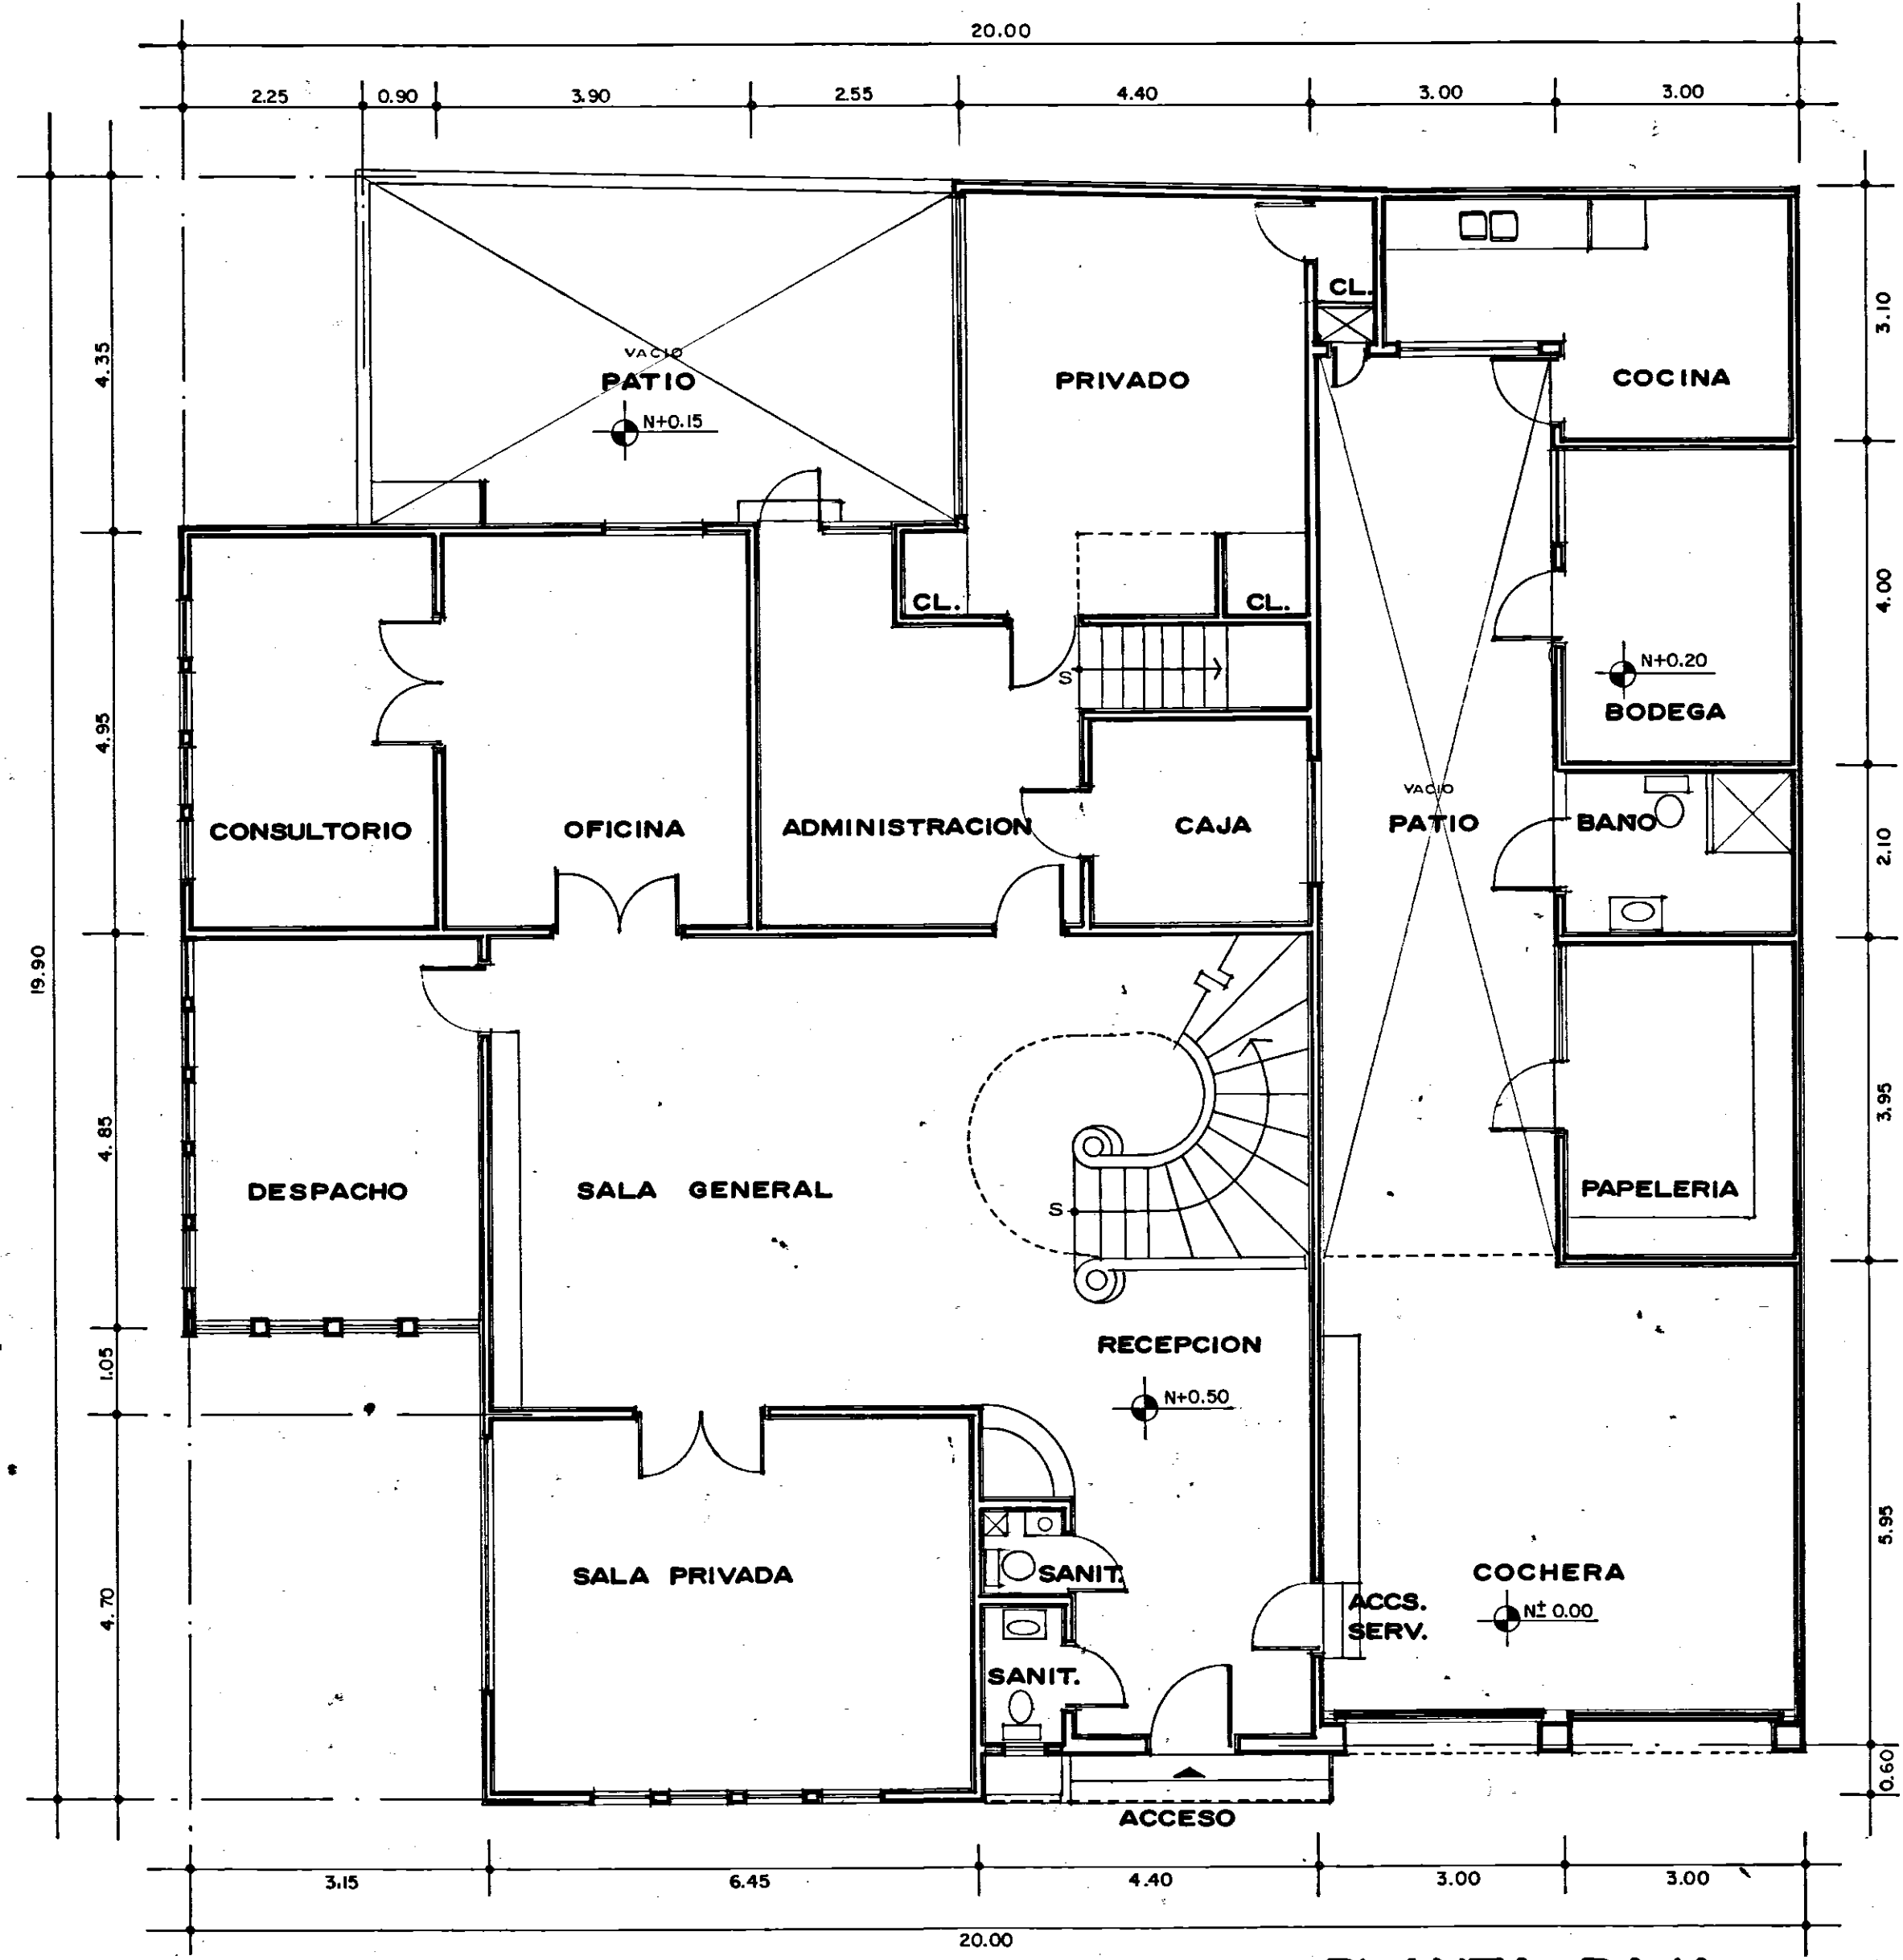 20.00
2.25 0.90 3.90 2.55 4.40 3.00 3.00
19.90
4.35
4.95
4.85
1.05
4.70
3.10
4.00
2.10
3.95
5.95
0.60
VACIO
PATIO
N+0.15
PRIVADO
CL.
COCINA
CL.
CL.
S
N+0.20
BODEGA
CONSULTORIO
OFICINA
ADMINISTRACION
CAJA
VACIO
PATIO
BAÑO
DESPACHO
SALA GENERAL
S
PAPELERIA
RECEPCION
N+0.50
SALA PRIVADA
SANIT.
SANIT.
ACCS.
SERV.
COCHERA
N± 0.00
ACCESO
3.15 6.45 4.40 3.00 3.00
20.00